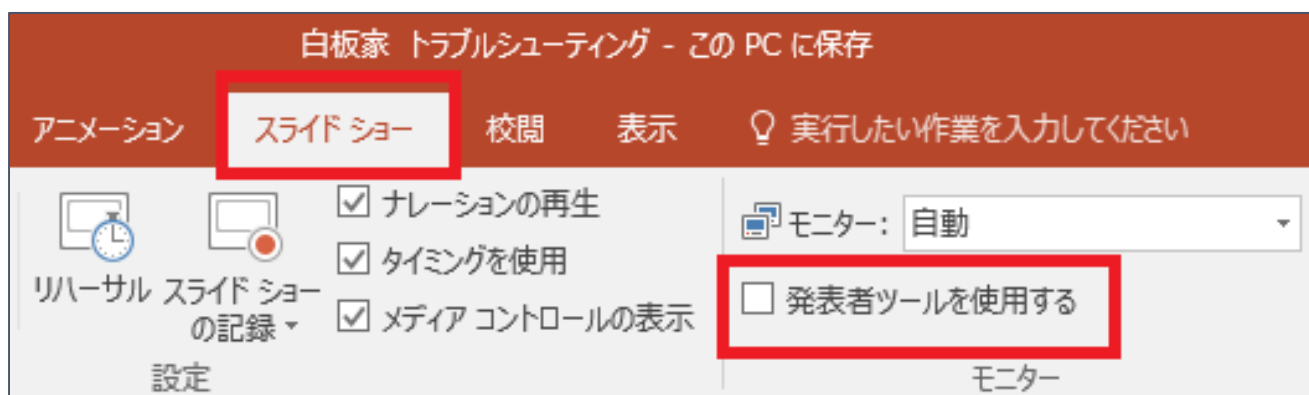 白板家 トラブルシューティング - この PC に保存
アニメーション スライド ショー 校閲 表示 実行したい作業を入力してください
リハーサル
スライド ショー
の記録
ナレーションの再生
タイミングを使用
メディア コントロールの表示
設定
モニター: 自動
発表者ツールを使用する
モニター